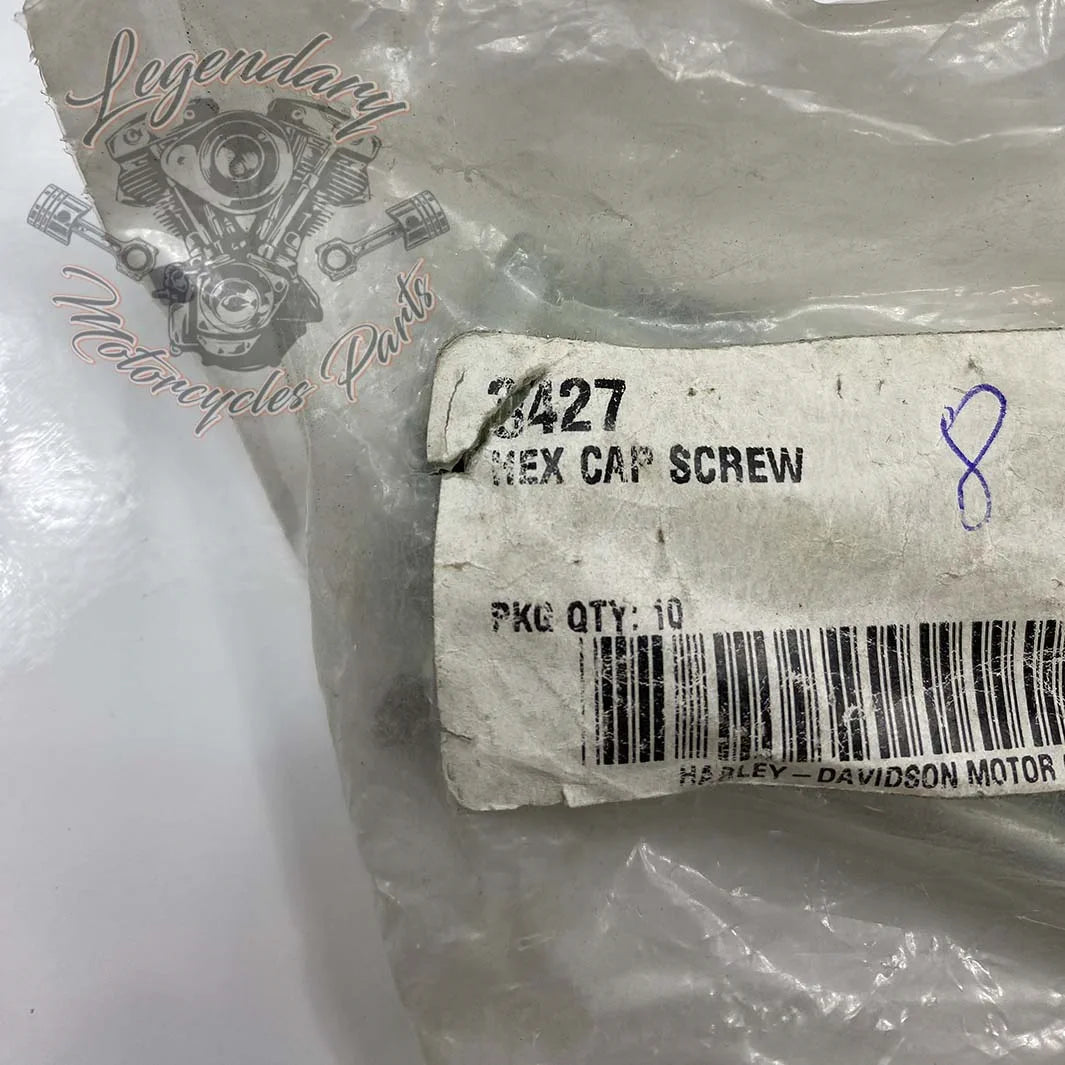 Legendary
Motorcycles Parts
3427
HEX CAP SCREW
8
PKG QTY: 10
HARLEY-DAVIDSON MOTOR